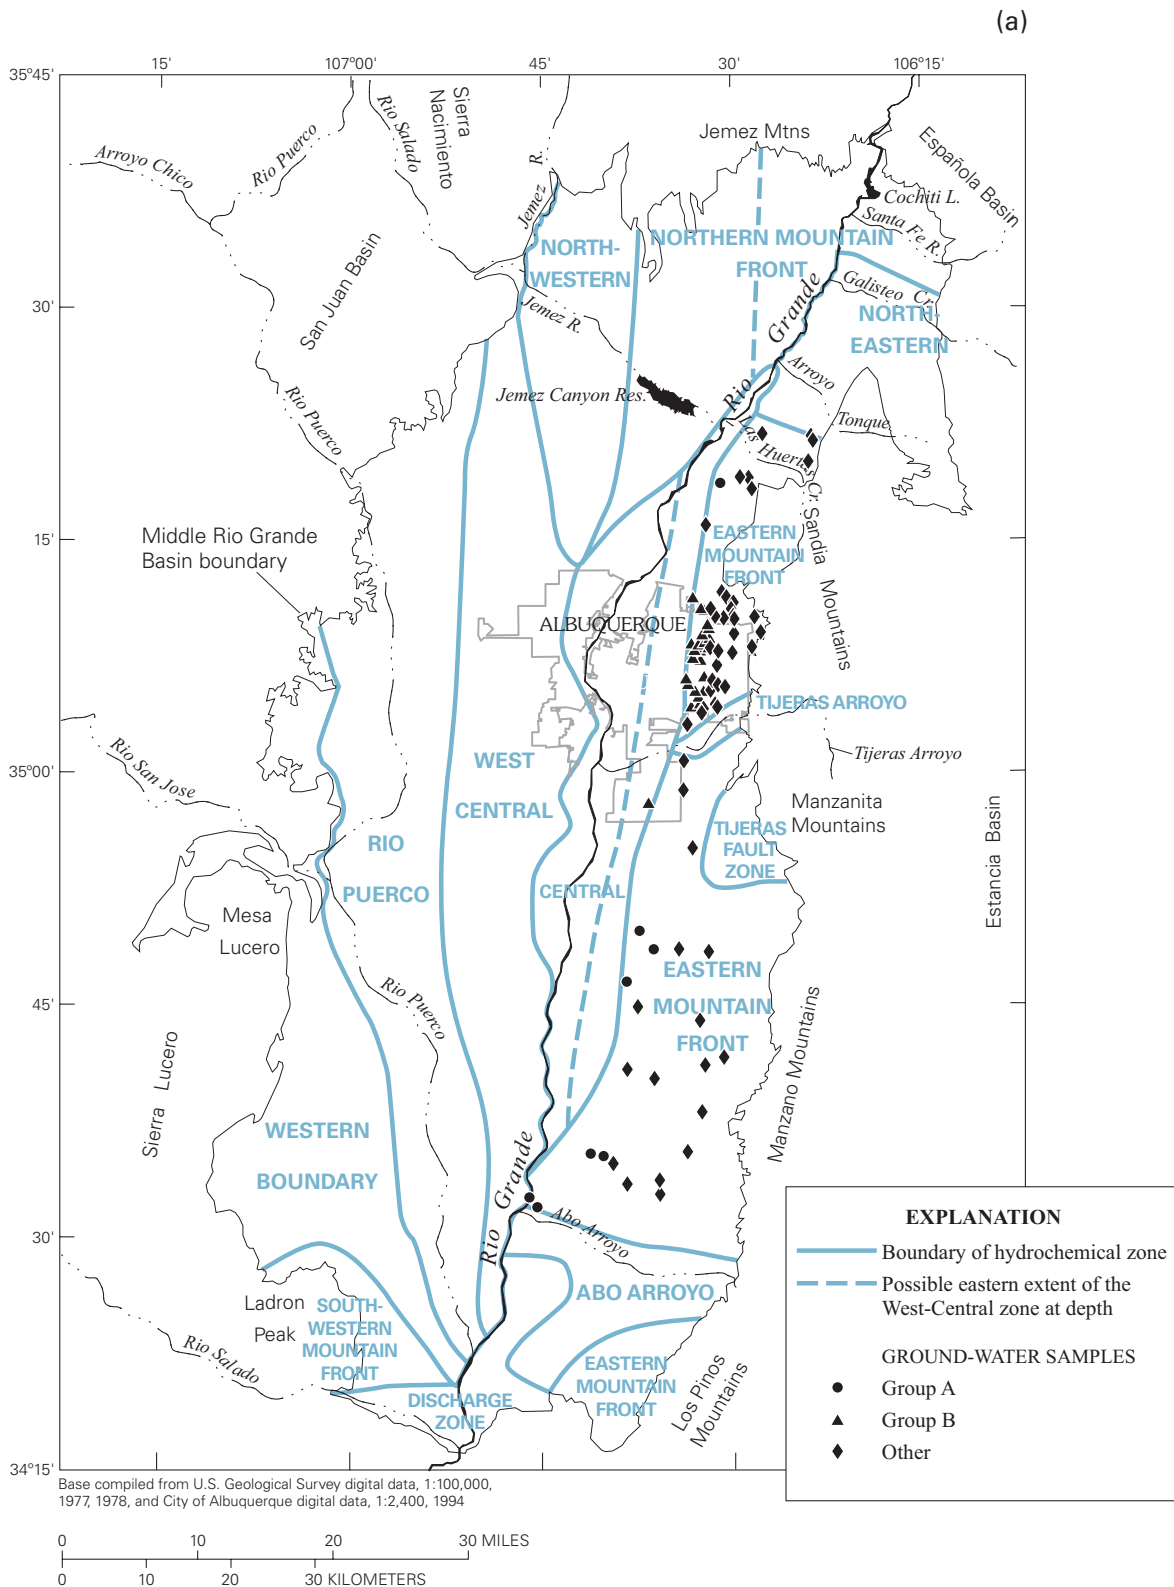 (a)
15'
107°00'
45'
30'
106°15'
35°45'
Sierra
Nacimiento
Rio Salado
Rio Puerco
Arroyo Chico
Jemez R.
Jemez Mtns
Española Basin
Cochiti L.
Santa Fe R.
NORTH-
WESTERN
NORTHERN MOUNTAIN
FRONT
San Juan Basin
Galisteo Cr.
NORTH-
EASTERN
30'
Jemez R.
Rio Grande
Jemez Canyon Res.
Arroyo
Tonque
Rio Puerco
Las Huertas Cr.
Middle Rio Grande
Basin boundary
15'
EASTERN
MOUNTAIN
FRONT
Sandia Mountains
ALBUQUERQUE
TIJERAS ARROYO
Tijeras Arroyo
Rio San Jose
35°00'
WEST
CENTRAL
Manzanita
Mountains
TIJERAS
FAULT
ZONE
Estancia Basin
RIO
PUERCO
CENTRAL
Mesa
Lucero
EASTERN
MOUNTAIN
FRONT
Rio Puerco
45'
Manzano Mountains
Sierra Lucero
WESTERN
BOUNDARY
Rio Grande
Abo Arroyo
30'
ABO ARROYO
Ladron
Peak
SOUTH-
WESTERN
MOUNTAIN
FRONT
Rio Salado
EASTERN
MOUNTAIN
FRONT
Los Pinos
Mountains
DISCHARGE
ZONE
34°15'
EXPLANATION
Boundary of hydrochemical zone
Possible eastern extent of the
West-Central zone at depth
GROUND-WATER SAMPLES
Group A
Group B
Other
Base compiled from U.S. Geological Survey digital data, 1:100,000,
1977, 1978, and City of Albuquerque digital data, 1:2,400, 1994
0 10 20 30 MILES
0 10 20 30 KILOMETERS